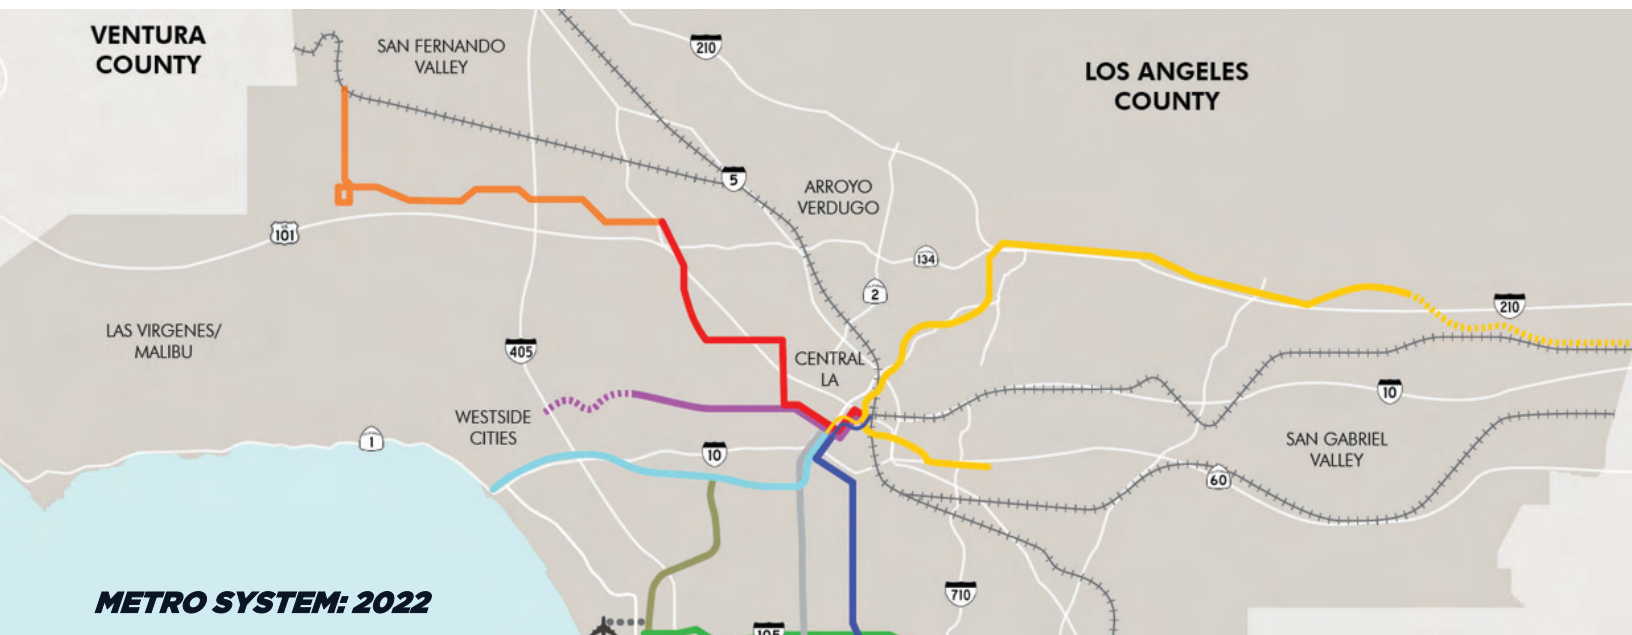 VENTURA
COUNTY
SAN FERNANDO
VALLEY
210
LOS ANGELES
COUNTY
5
ARROYO
VERDUGO
101
134
2
210
LAS VIRGENES/
MALIBU
405
CENTRAL
LA
10
WESTSIDE
CITIES
1
10
SAN GABRIEL
VALLEY
60
METRO SYSTEM: 2022
710
105